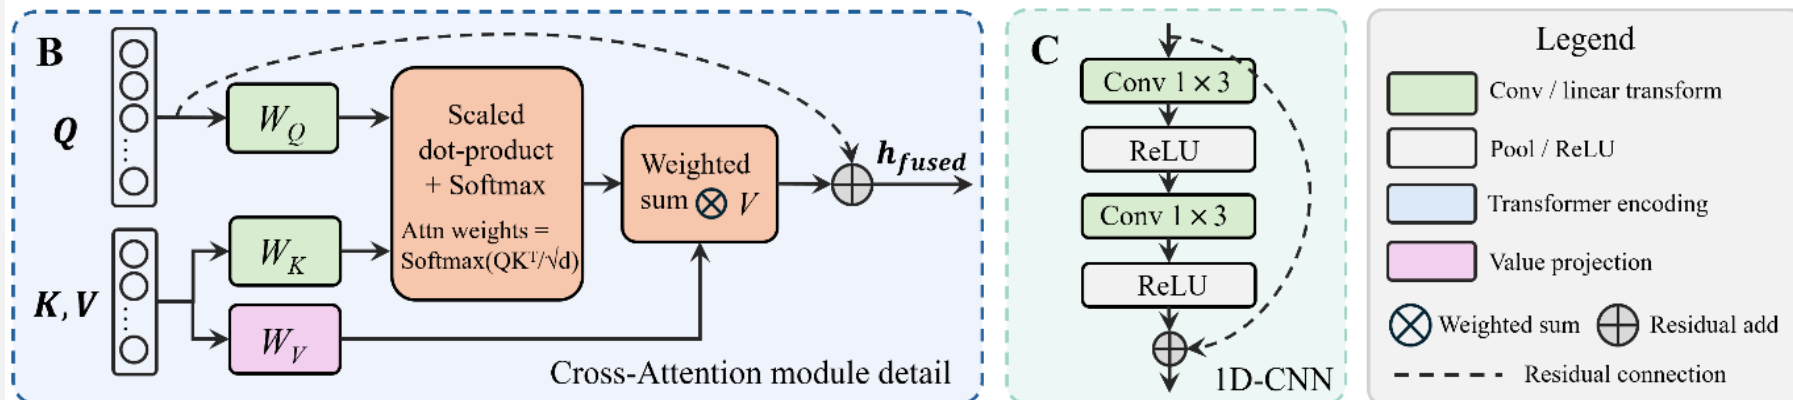 B
Q
W_Q
Scaled
dot-product
+ Softmax
Attn weights =
Softmax(QKᵀ/√d)
K, V
W_K
W_V
Weighted
sum ⊗ V
h_fused
Cross-Attention module detail
C
Conv 1 × 3
ReLU
Conv 1 × 3
ReLU
1D-CNN
Legend
Conv / linear transform
Pool / ReLU
Transformer encoding
Value projection
Weighted sum
Residual add
Residual connection